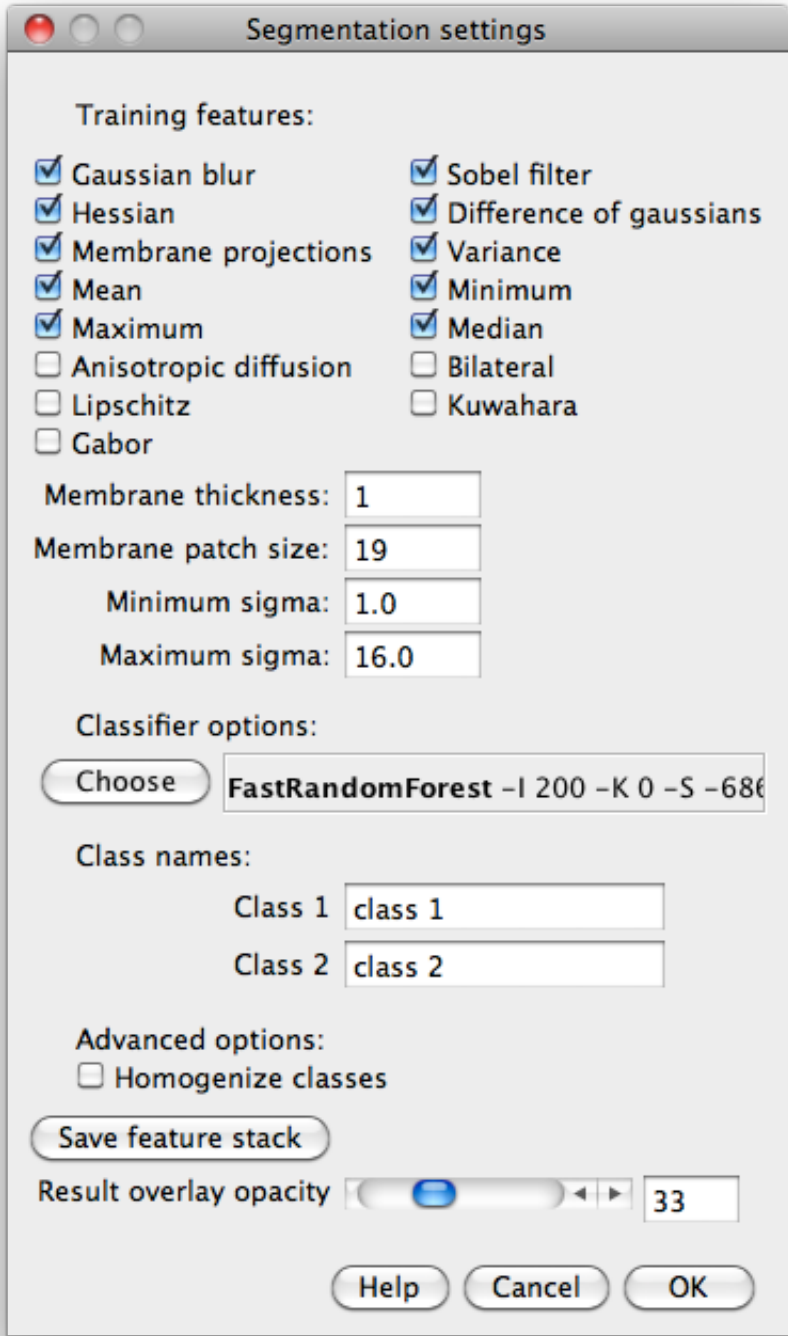 Segmentation settings
Training features:
Gaussian blur Sobel filter
Hessian Difference of gaussians
Membrane projections Variance
Mean Minimum
Maximum Median
Anisotropic diffusion Bilateral
Lipschitz Kuwahara
Gabor
Membrane thickness: 1
Membrane patch size: 19
Minimum sigma: 1.0
Maximum sigma: 16.0
Classifier options:
Choose FastRandomForest -I 200 -K 0 -S -686
Class names:
Class 1 class 1
Class 2 class 2
Advanced options:
Homogenize classes
Save feature stack
Result overlay opacity 33
Help Cancel OK